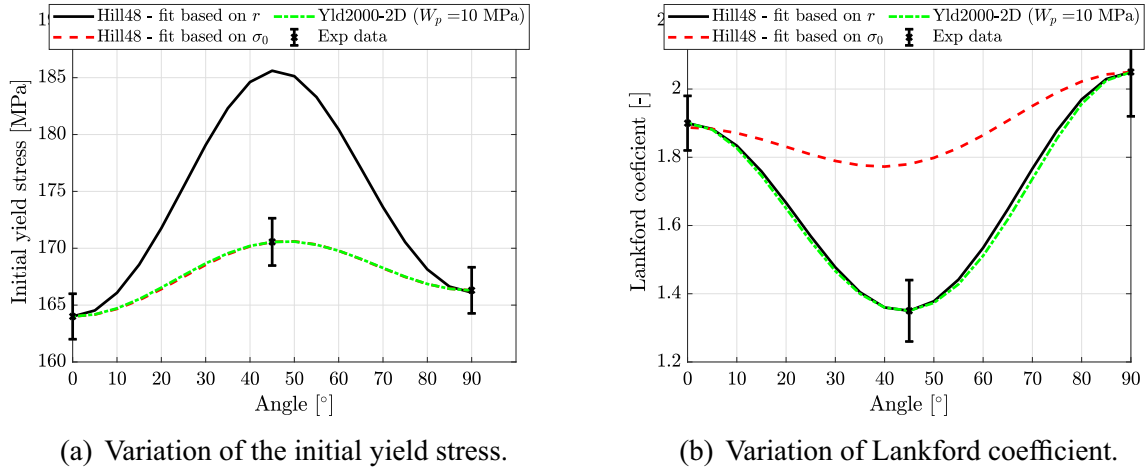 Hill48 - fit based on r
Yld2000-2D (Wₚ =10 MPa)
Hill48 - fit based on σ₀
Exp data
185
180
175
170
165
160
0 10 20 30 40 50 60 70 80 90
Initial yield stress [MPa]
Angle [°]
(a) Variation of the initial yield stress.
Hill48 - fit based on r
Yld2000-2D (Wₚ =10 MPa)
Hill48 - fit based on σ₀
Exp data
2
1.8
1.6
1.4
1.2
0 10 20 30 40 50 60 70 80 90
Lankford coeficient [-]
Angle [°]
(b) Variation of Lankford coefficient.